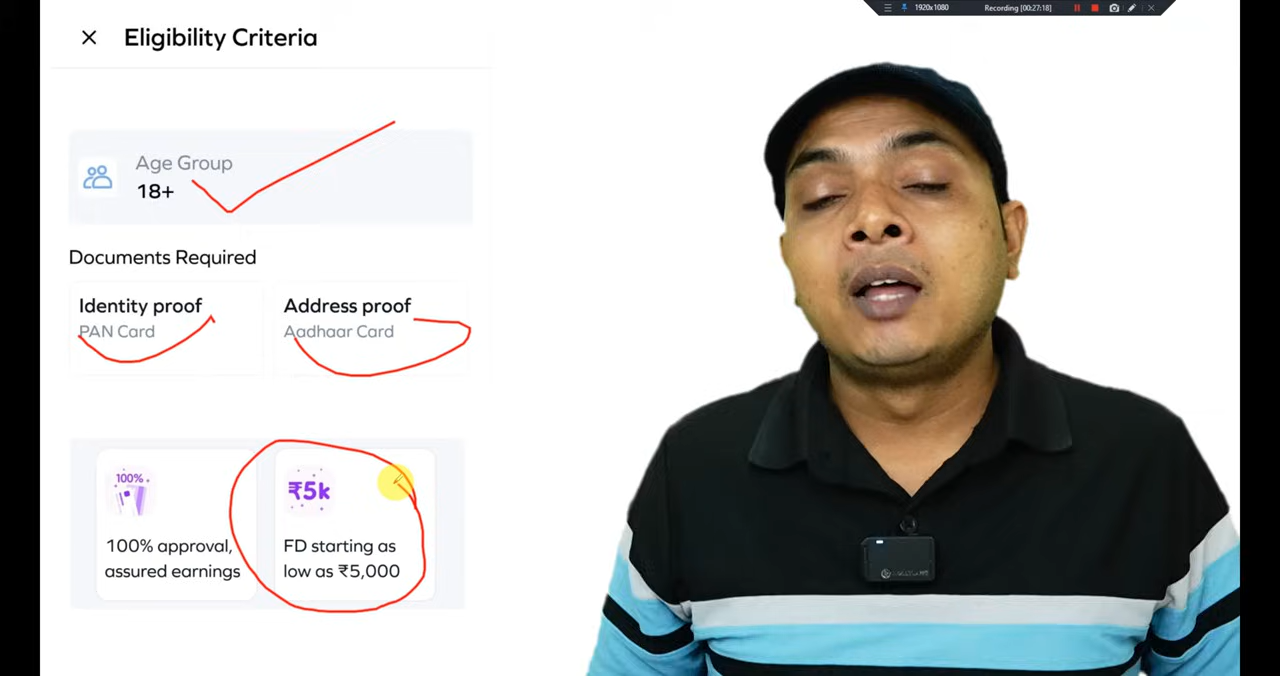 1920x1080
Recording [00:27:18]
Eligibility Criteria
Age Group
18+
Documents Required
Identity proof
PAN Card
Address proof
Aadhaar Card
100%
100% approval,
assured earnings
₹5k
FD starting as
low as ₹5,000